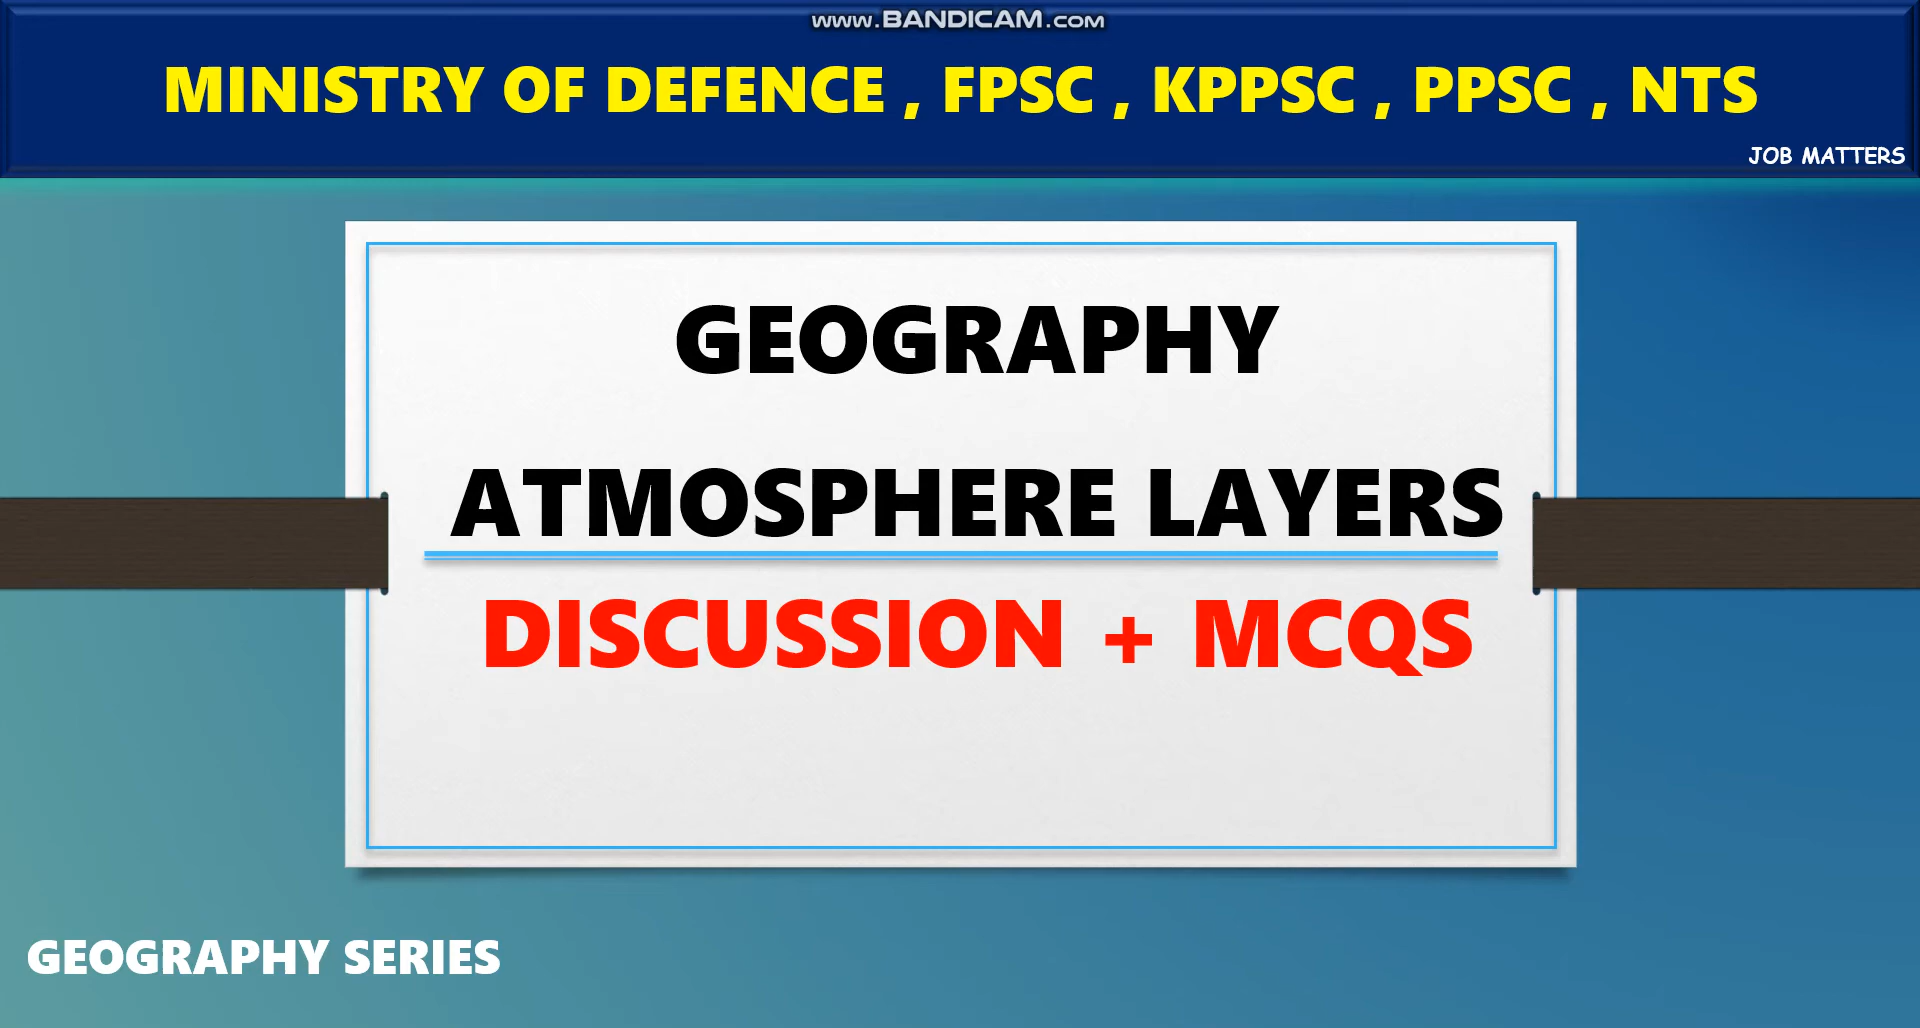 www.BANDICAM.com
MINISTRY OF DEFENCE , FPSC , KPPSC , PPSC , NTS
JOB MATTERS
GEOGRAPHY
ATMOSPHERE LAYERS
DISCUSSION + MCQS
GEOGRAPHY SERIES